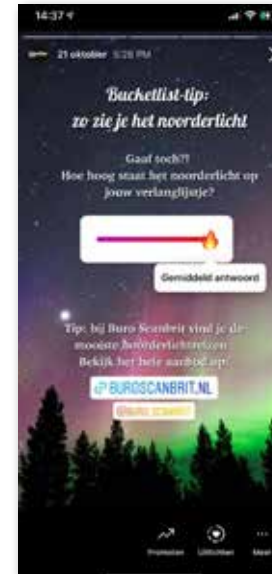 14:37
21 oktober 5:25 PM
Bucketlist-tip:
zo zie je het noorderlicht
Gaaf toch?!
Hoe hoog staat het noorderlicht op
jouw verlanglijstje?
Gemiddeld antwoord
Tip: bij Buro Scanbrit vind je de
mooiste noorderlichtreizen
Bekijk het hele aanbod op:
BUROSCANBRIT.NL
@BURO_SCANBRIT
Promoten Uitlichten Meer